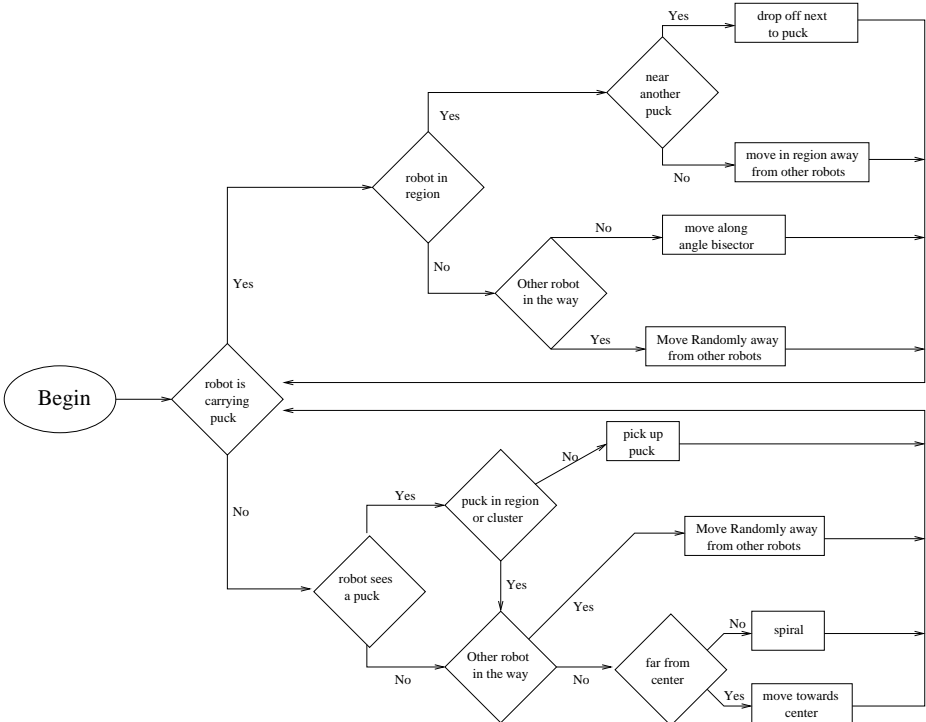 Yes
drop off next
to puck
near
another
puck
Yes
No
move in region away
from other robots
robot in
region
No
move along
angle bisector
No
Other robot
in the way
Yes
Yes
Move Randomly away
from other robots
Begin
robot is
carrying
puck
No
pick up
puck
Yes
puck in region
or cluster
No
Move Randomly away
from other robots
robot sees
a puck
Yes
Yes
No
spiral
Other robot
in the way
far from
center
No
No
Yes
move towards
center